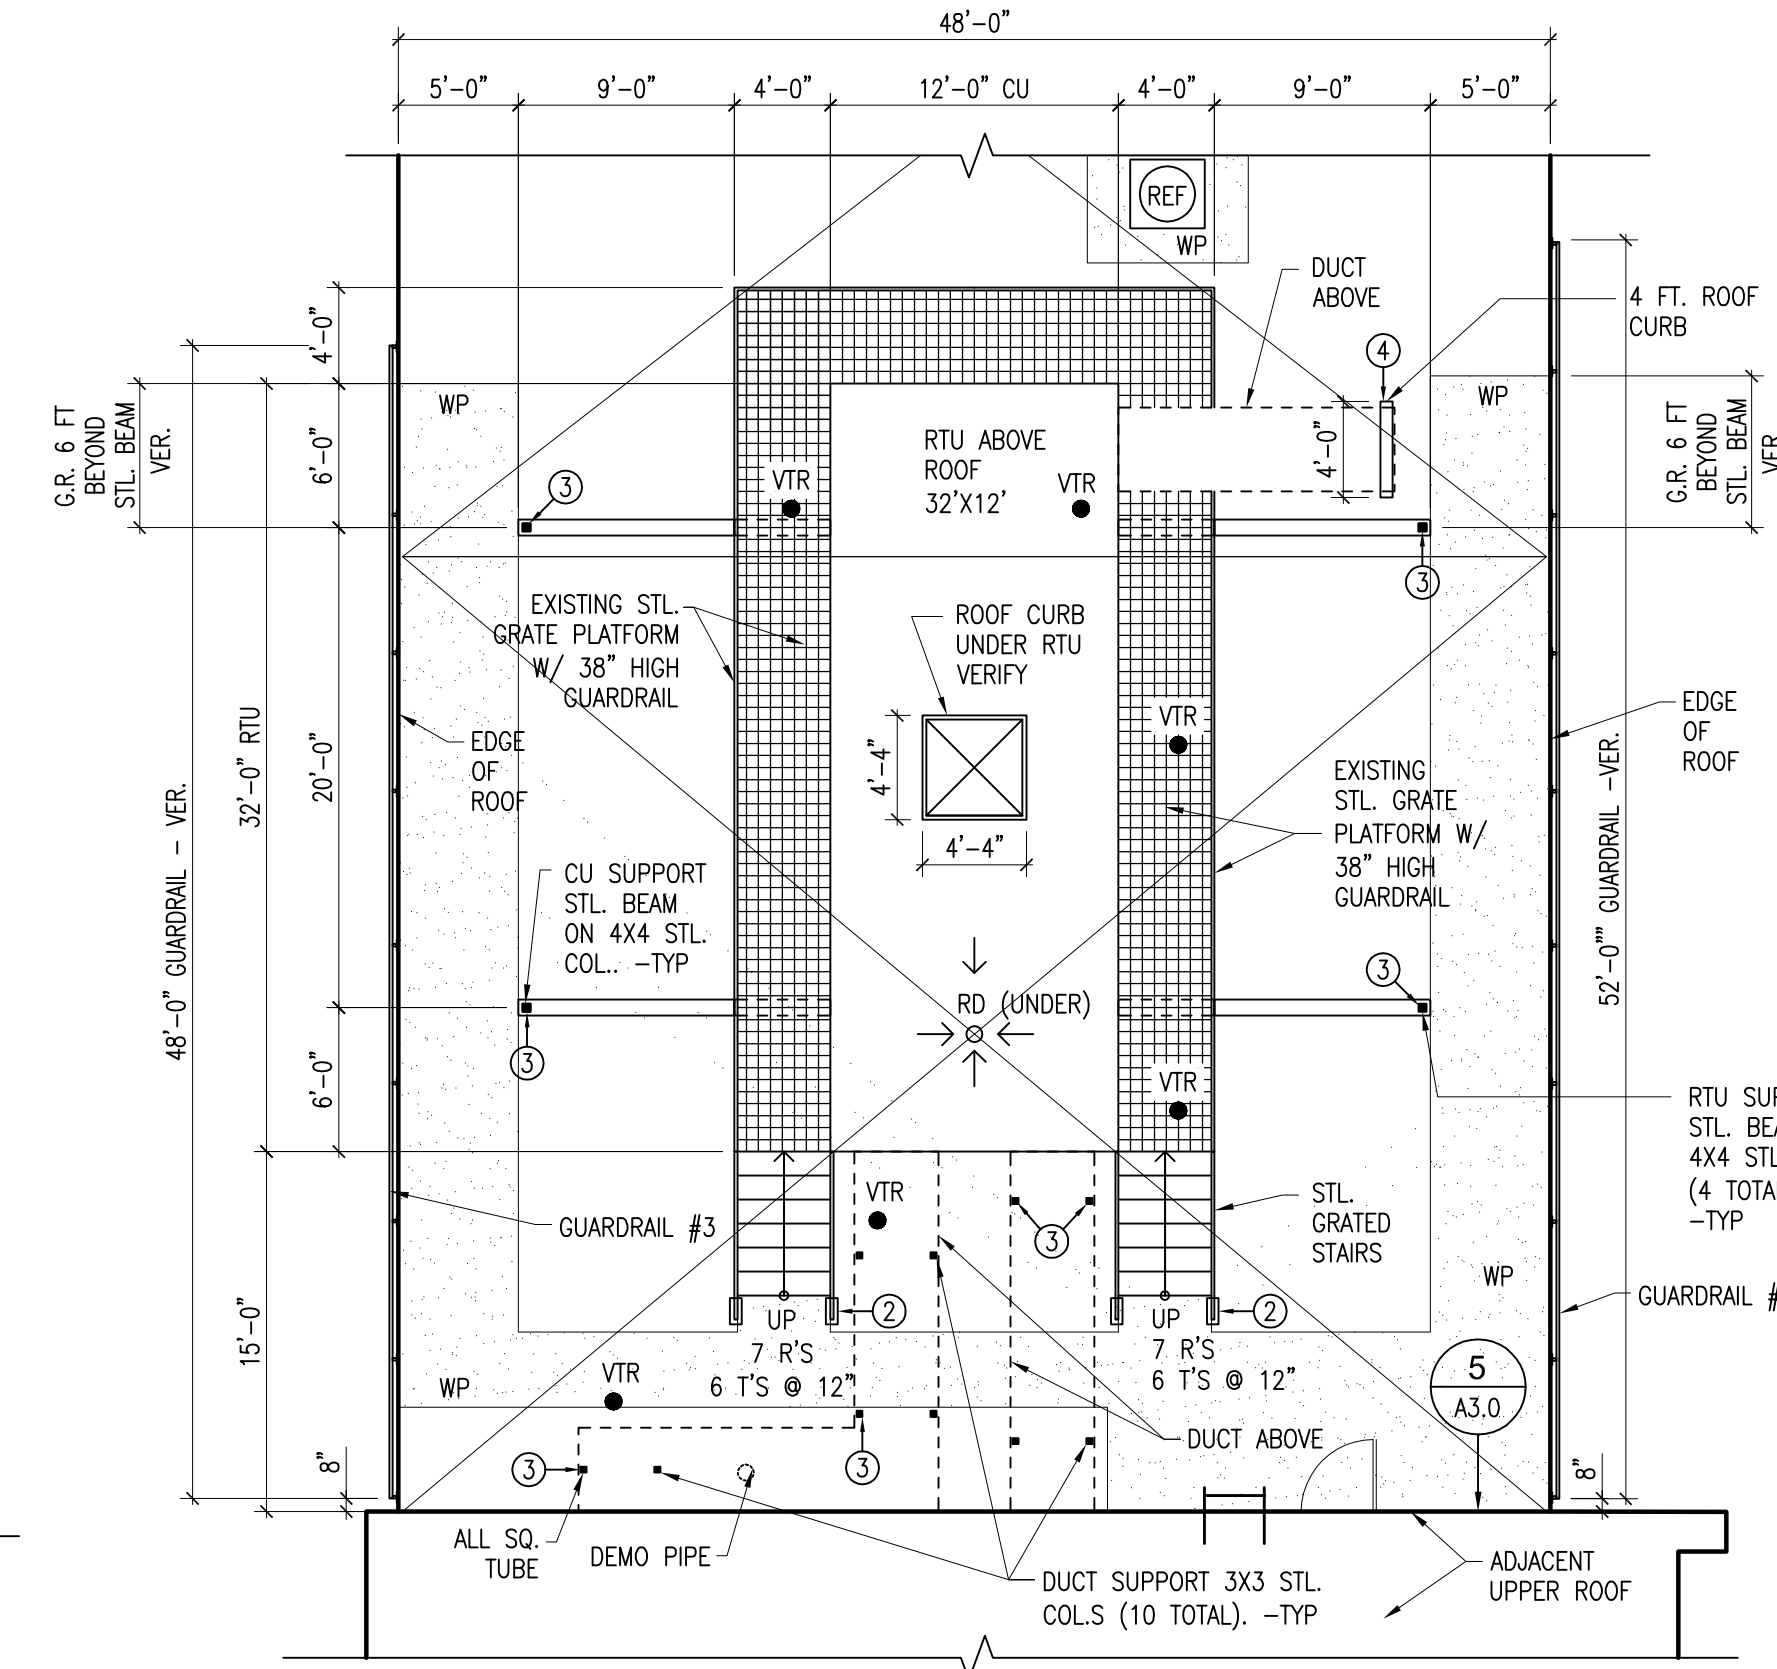 48'-0"
5'-0"
9'-0"
4'-0"
12'-0" CU
4'-0"
9'-0"
5'-0"
REF
WP
DUCT
ABOVE
4 FT. ROOF
CURB
4
4'-0"
WP
WP
G.R. 6 FT
BEYOND
STL. BEAM
VER.
6'-0"
3
VTR
RTU ABOVE
ROOF
32'X12'
VTR
4'-0"
G.R. 6 FT
BEYOND
STL. BEAM
VER
3
EXISTING STL.
GRATE PLATFORM
W/ 38" HIGH
GUARDRAIL
ROOF CURB
UNDER RTU
VERIFY
EDGE
OF
ROOF
VTR
EDGE
OF
ROOF
4'-4"
4'-4"
EXISTING
STL. GRATE
PLATFORM W/
38" HIGH
GUARDRAIL
48'-0" GUARDRAIL - VER.
32'-0" RTU
20'-0"
52'-0"" GUARDRAIL -VER.
CU SUPPORT
STL. BEAM
ON 4X4 STL.
COL.. -TYP
3
RD (UNDER)
3
6'-0"
VTR
RTU
STL.
4X4
(4
-TYP
VTR
GUARDRAIL #3
3
STL.
GRATED
STAIRS
WP
GUARDRAIL #
2
2
UP
7 R'S
6 T'S @ 12"
UP
7 R'S
6 T'S @ 12"
15'-0"
WP
VTR
5
A3.0
DUCT ABOVE
3
3
8"
8"
ALL SQ.
TUBE
DEMO PIPE
DUCT SUPPORT 3X3 STL.
COL.S (10 TOTAL). -TYP
ADJACENT
UPPER ROOF